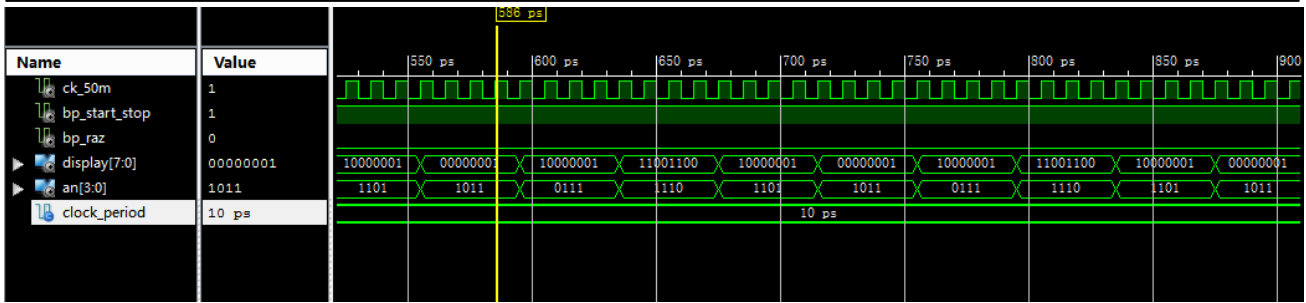 586 ps
Name Value 550 ps 600 ps 650 ps 700 ps 750 ps 800 ps 850 ps 900
ck_50m 1
bp_start_stop 1
bp_raz 0
display[7:0] 00000001 10000001 00000001 10000001 11001100 10000001 00000001 10000001 11001100 10000001 00000001
an[3:0] 1011 1101 1011 0111 1110 1101 1011 0111 1110 1101 1011
clock_period 10 ps 10 ps